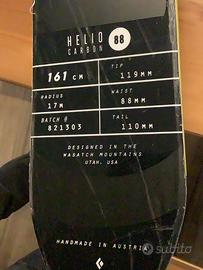 HELIO 88
CARBON
161 CM
TIP
119MM
RADIUS
17M
WAIST
88MM
BATCH @
821303
TAIL
110MM
DESIGNED IN THE
WASATCH MOUNTAINS
UTAH, USA
HANDMADE IN AUSTRIA
subito